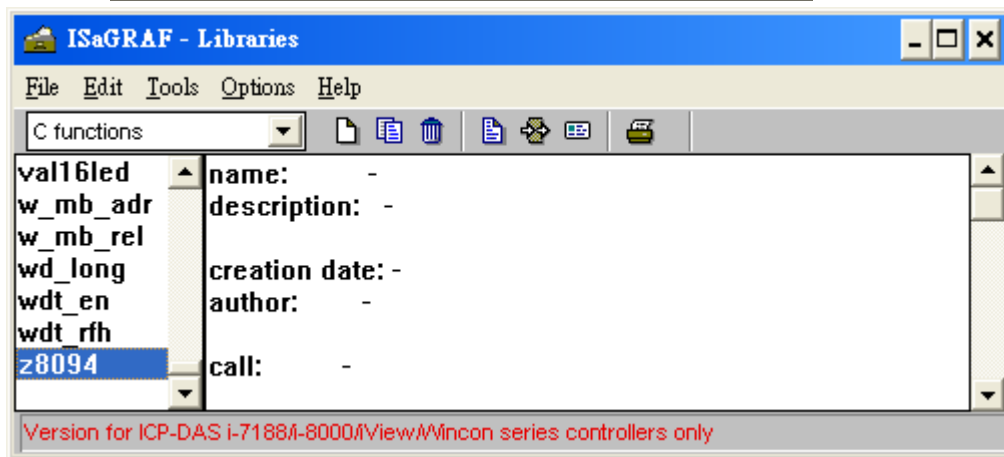 ISaGRAF - Libraries
File Edit Tools Options Help
C functions
val16led
w_mb_adr
w_mb_rel
wd_long
wdt_en
wdt_rfh
z8094
name: -
description: -
creation date: -
author: -
call: -
Version for ICP-DAS i-7188/i-8000/iView/Wincon series controllers only